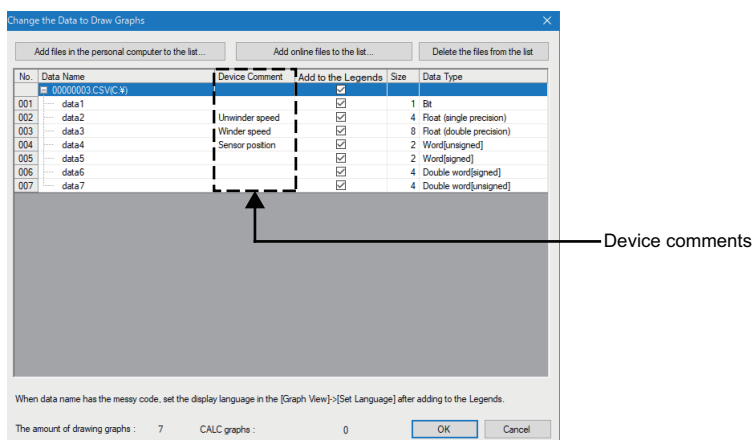 Change the Data to Draw Graphs
Add files in the personal computer to the list...
Add online files to the list...
Delete the files from the list
No. Data Name Device Comment Add to the Legends Size Data Type
00000003.CSV(C:¥)
001 data1 1 Bit
002 data2 Unwinder speed 4 Float (single precision)
003 data3 Winder speed 8 Float (double precision)
004 data4 Sensor position 2 Word[unsigned]
005 data5 2 Word[signed]
006 data6 4 Double word[signed]
007 data7 4 Double word[unsigned]
Device comments
When data name has the messy code, set the display language in the [Graph View]->[Set Language] after adding to the Legends.
The amount of drawing graphs : 7 CALC graphs : 0 OK Cancel